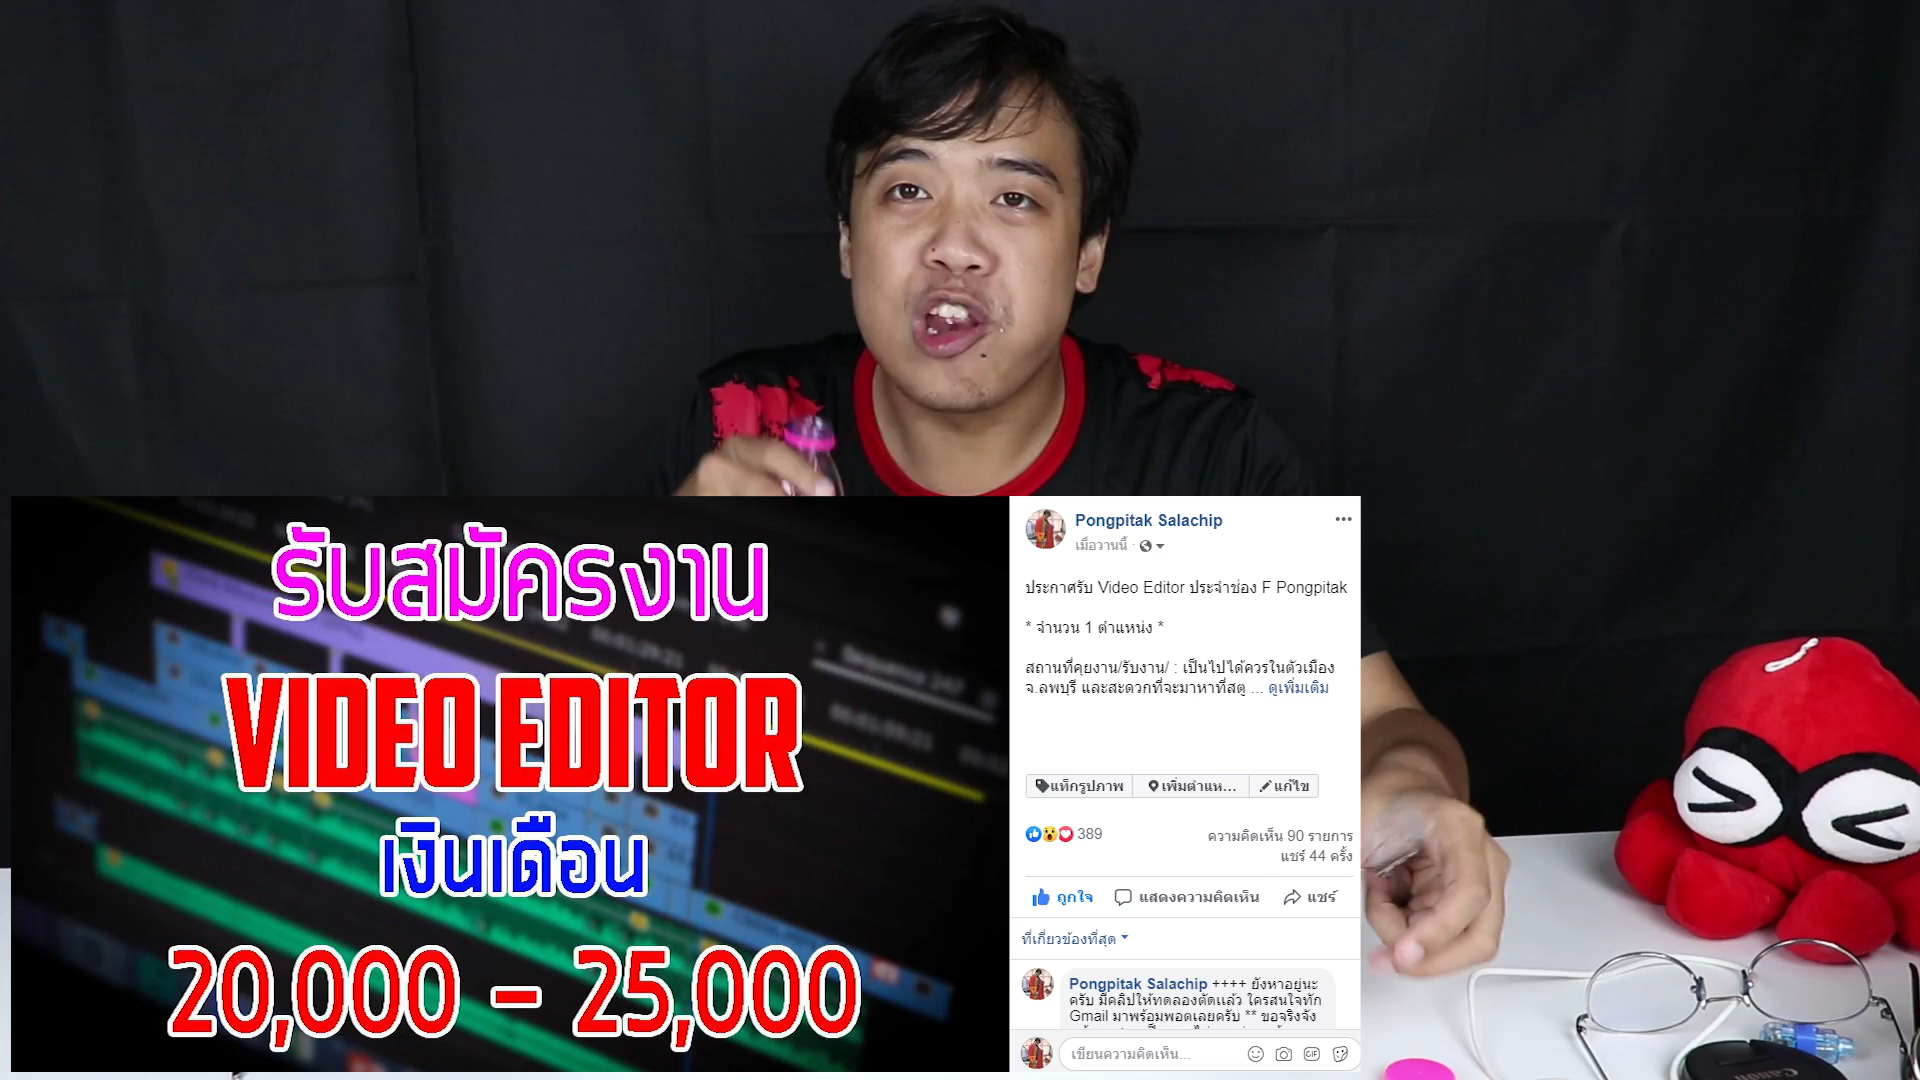 รับสมัครงาน
VIDEO EDITOR
เงินเดือน
20,000 - 25,000
Pongpitak Salachip
เมื่อวานนี้ ·
ประกาศรับ Video Editor ประจำช่อง F Pongpitak
* จำนวน 1 ตำแหน่ง *
สถานที่คุยงาน/รับงาน/ : เป็นไปได้ควรในตัวเมือง
จ.ลพบุรี และสะดวกที่จะมาหาที่สตู ... ดูเพิ่มเติม
แท็กรูปภาพ เพิ่มตำแห... แก้ไข
389 ความคิดเห็น 90 รายการ
แชร์ 44 ครั้ง
ถูกใจ แสดงความคิดเห็น แชร์
ที่เกี่ยวข้องที่สุด
Pongpitak Salachip ++++ ยังหาอยู่นะ
ครับ มีคลิปให้ทดลองตัดแล้ว ใครสนใจทัก
Gmail มาพร้อมพอตเลยครับ ** ขอจริงจัง
เขียนความคิดเห็น...
GIF
Sequence 247
Canon